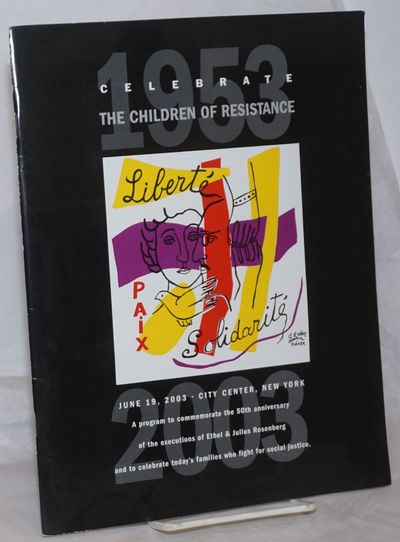 1953
CELEBRATE
THE CHILDREN OF RESISTANCE
Liberté
PAIX
Solidarité
JUNE 19, 2003 · CITY CENTER, NEW YORK
2003
A program to commemorate the 50th anniversary
of the executions of Ethel & Julius Rosenberg
and to celebrate today's families who fight for social justice.